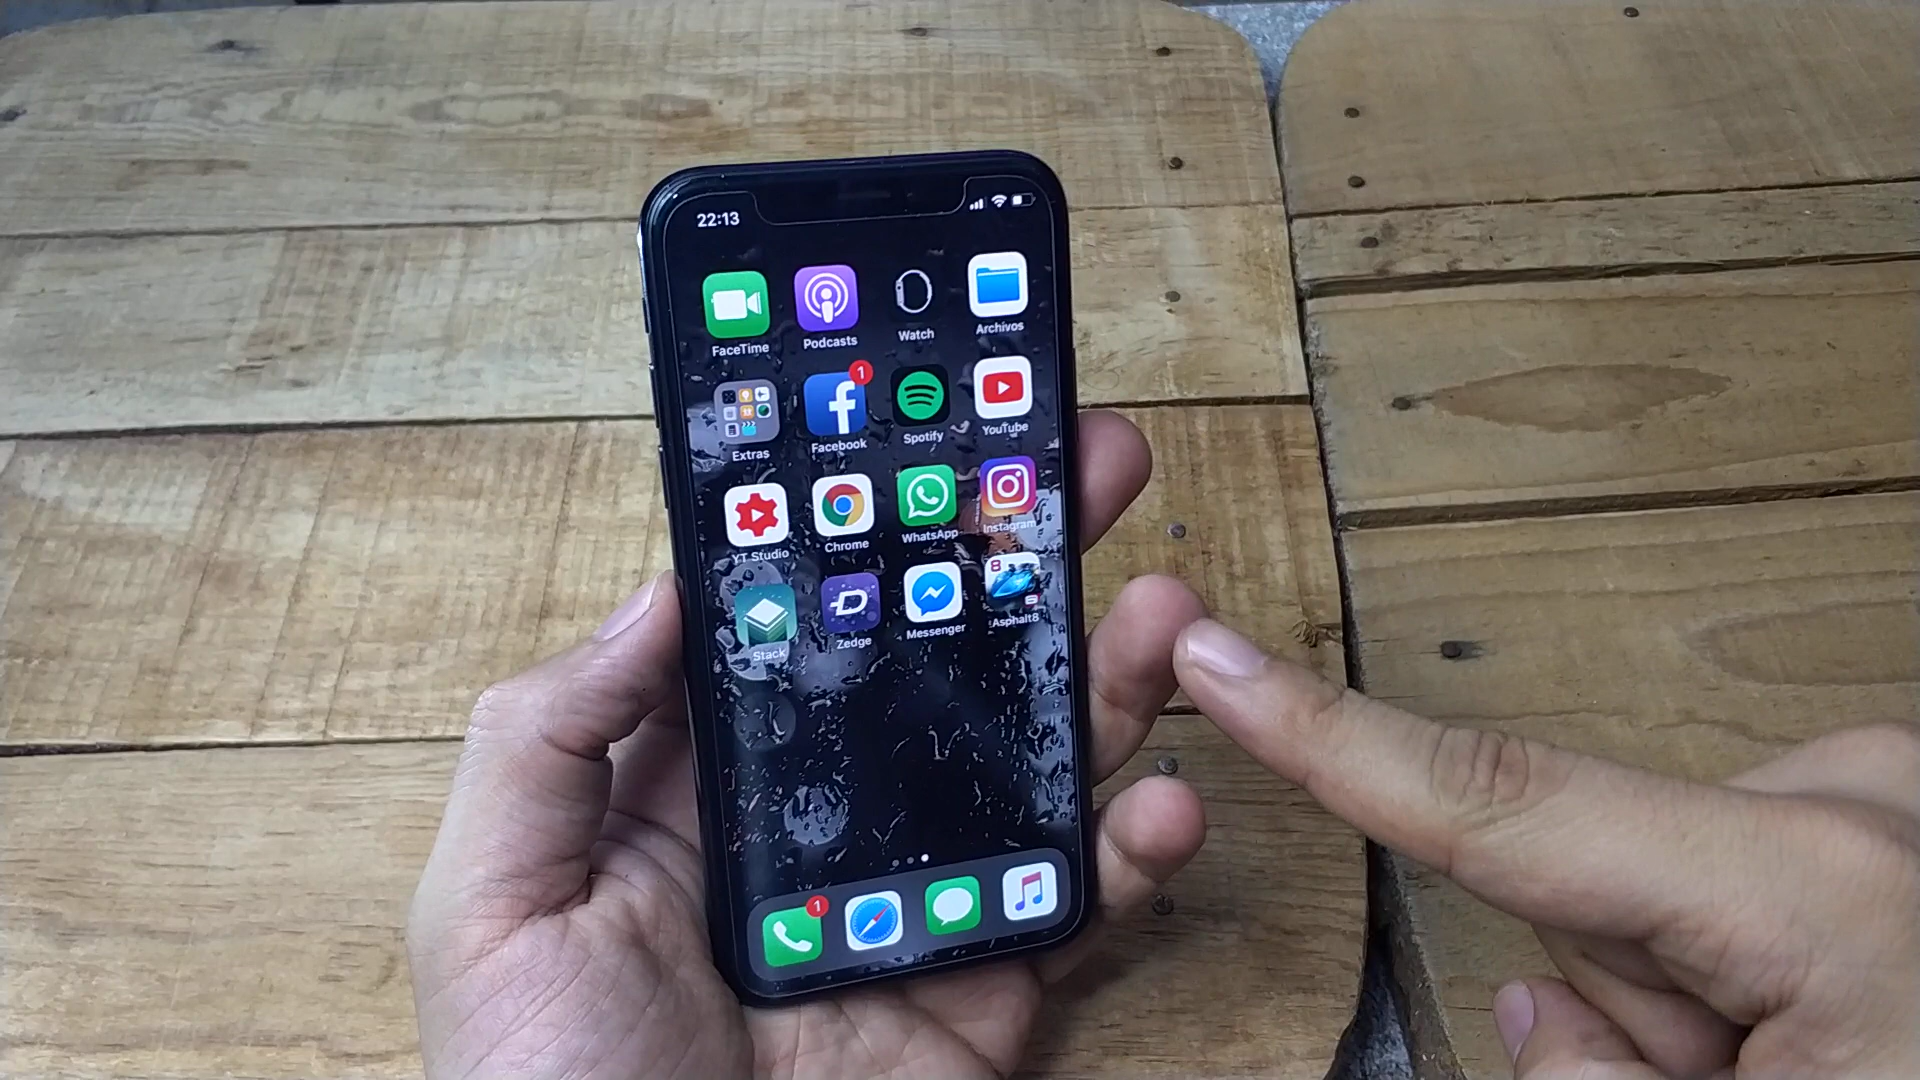 22:13
FaceTime
Podcasts
Watch
Archivos
1
Extras
Facebook
Spotify
YouTube
YT Studio
Chrome
WhatsApp
Instagram
8
Stack
Zedge
Messenger
Asphalt8
1